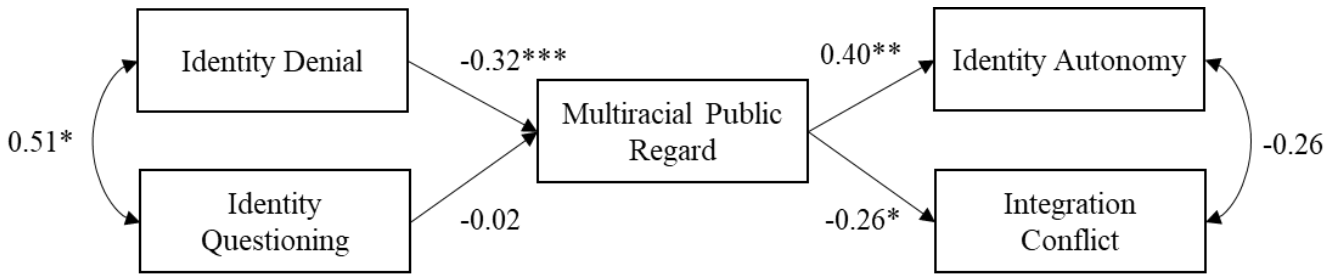 Identity Denial
-0.32***
0.40**
Identity Autonomy
0.51*
Multiracial Public
Regard
-0.26
Identity
Questioning
-0.02
-0.26*
Integration
Conflict